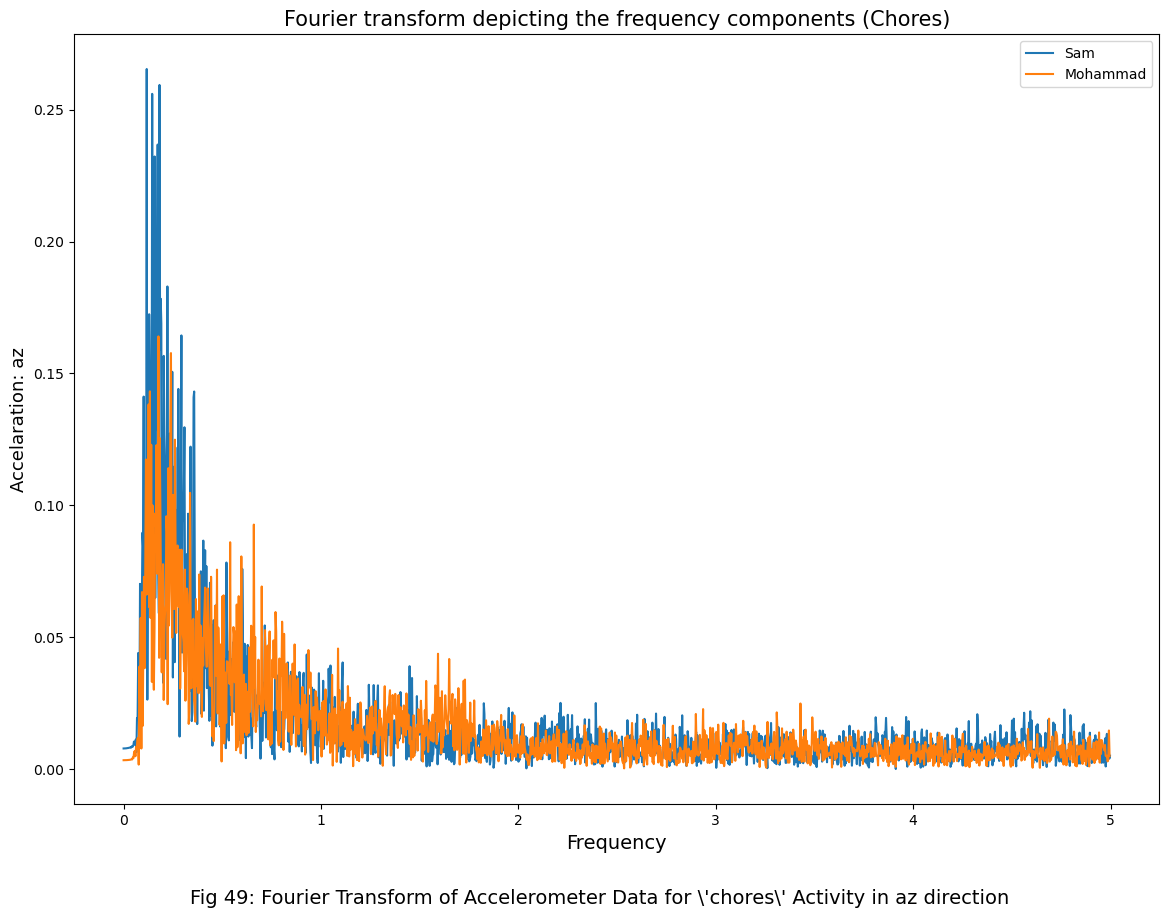 Fourier transform depicting the frequency components (Chores)
Sam
Mohammad
0.25
0.20
0.15
0.10
0.05
0.00
Accelaration: az
0 1 2 3 4 5
Frequency
Fig 49: Fourier Transform of Accelerometer Data for \'chores\' Activity in az direction